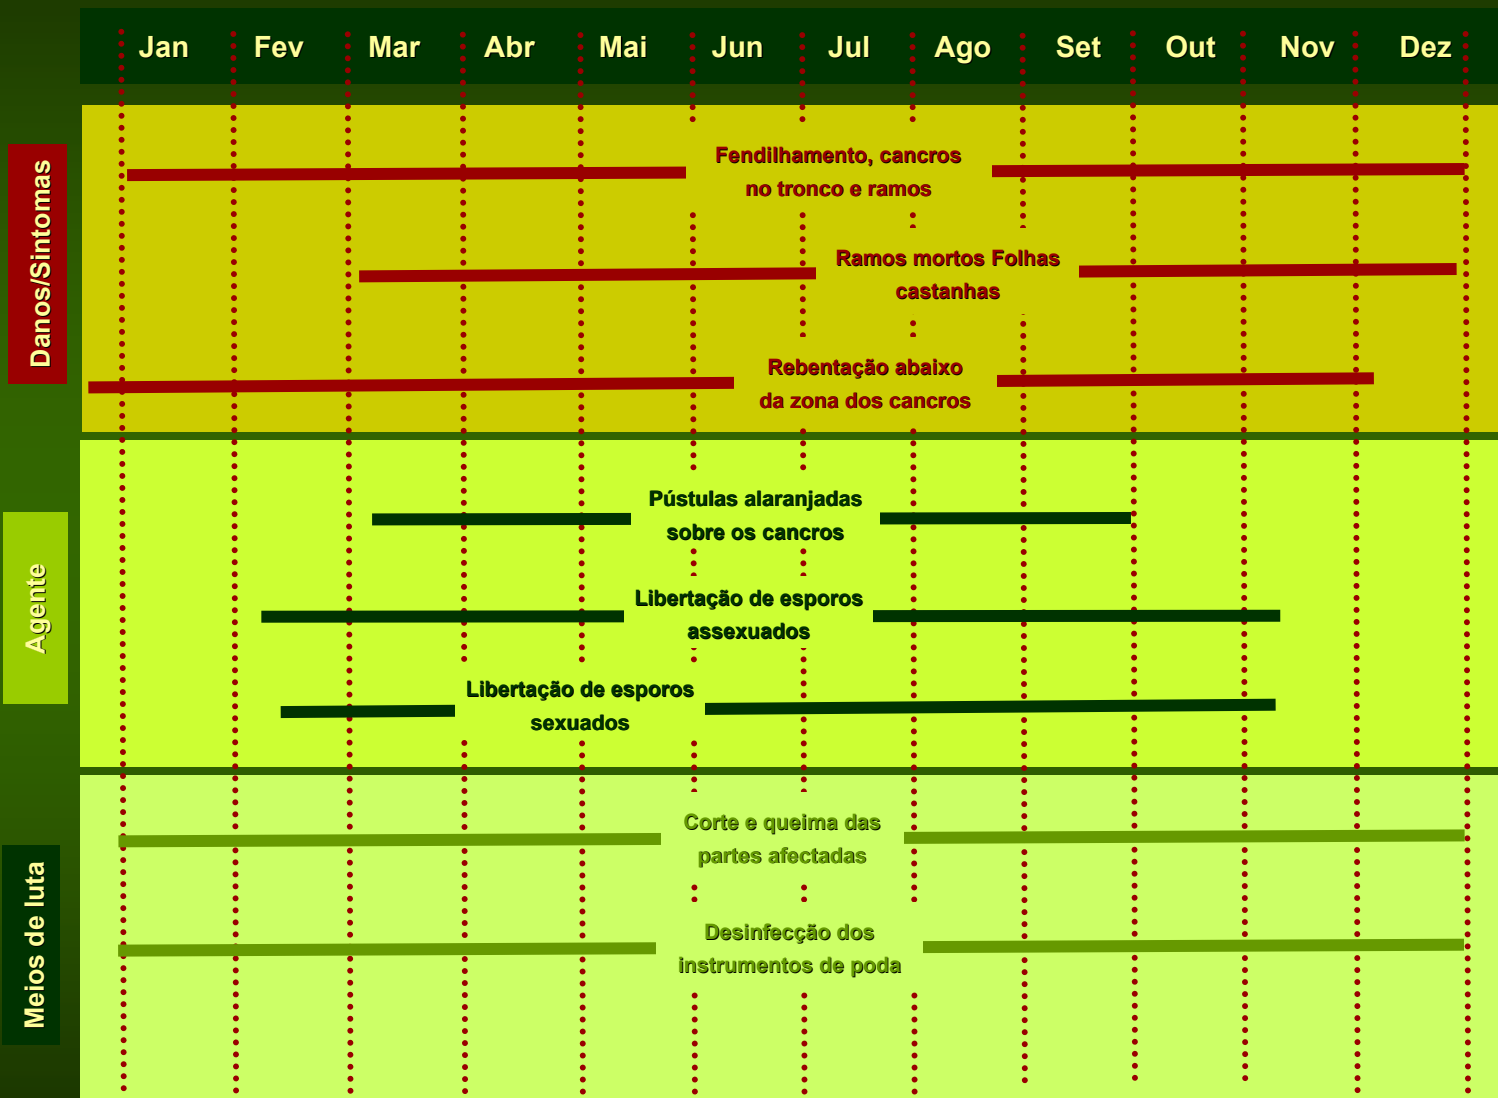 Jan Fev Mar Abr Mai Jun Jul Ago Set Out Nov Dez
Danos/Sintomas
Fendilhamento, cancros
no tronco e ramos
Ramos mortos Folhas
castanhas
Rebentação abaixo
da zona dos cancros
Agente
Pústulas alaranjadas
sobre os cancros
Libertação de esporos
assexuados
Libertação de esporos
sexuados
Meios de luta
Corte e queima das
partes afectadas
Desinfecção dos
instrumentos de poda